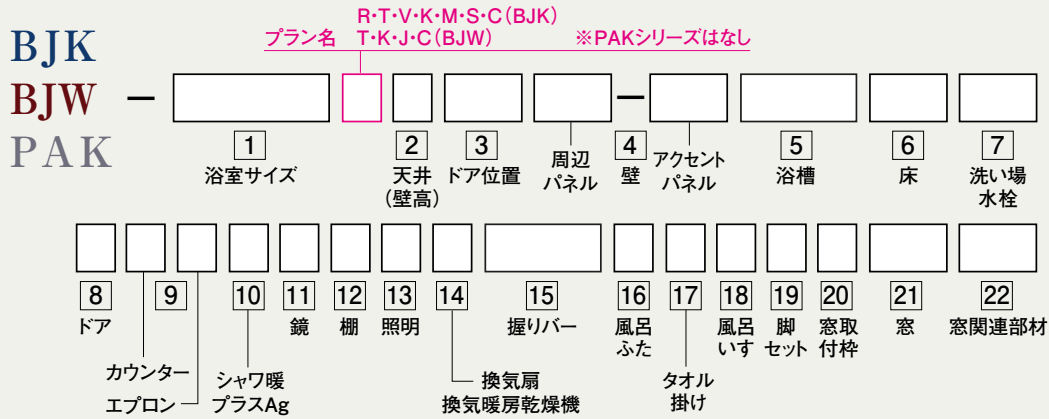 R・T・V・K・M・S・C(BJK)
プラン名 T・K・J・C(BJW) ※PAKシリーズはなし
BJK
BJW
PAK
1 2 3 4 5 6 7
浴室サイズ 天井 ドア位置 周辺 壁 アクセント 浴槽 床 洗い場
(壁高) パネル パネル 水栓
8 9 10 11 12 13 14 15 16 17 18 19 20 21 22
ドア 鏡 棚 照明 握りバー 風呂 風呂 脚 窓取 窓 窓関連部材
ふた いす セット 付枠
カウンター シャワ暖 換気扇 タオル
エプロン プラスAg 換気暖房乾燥機 掛け